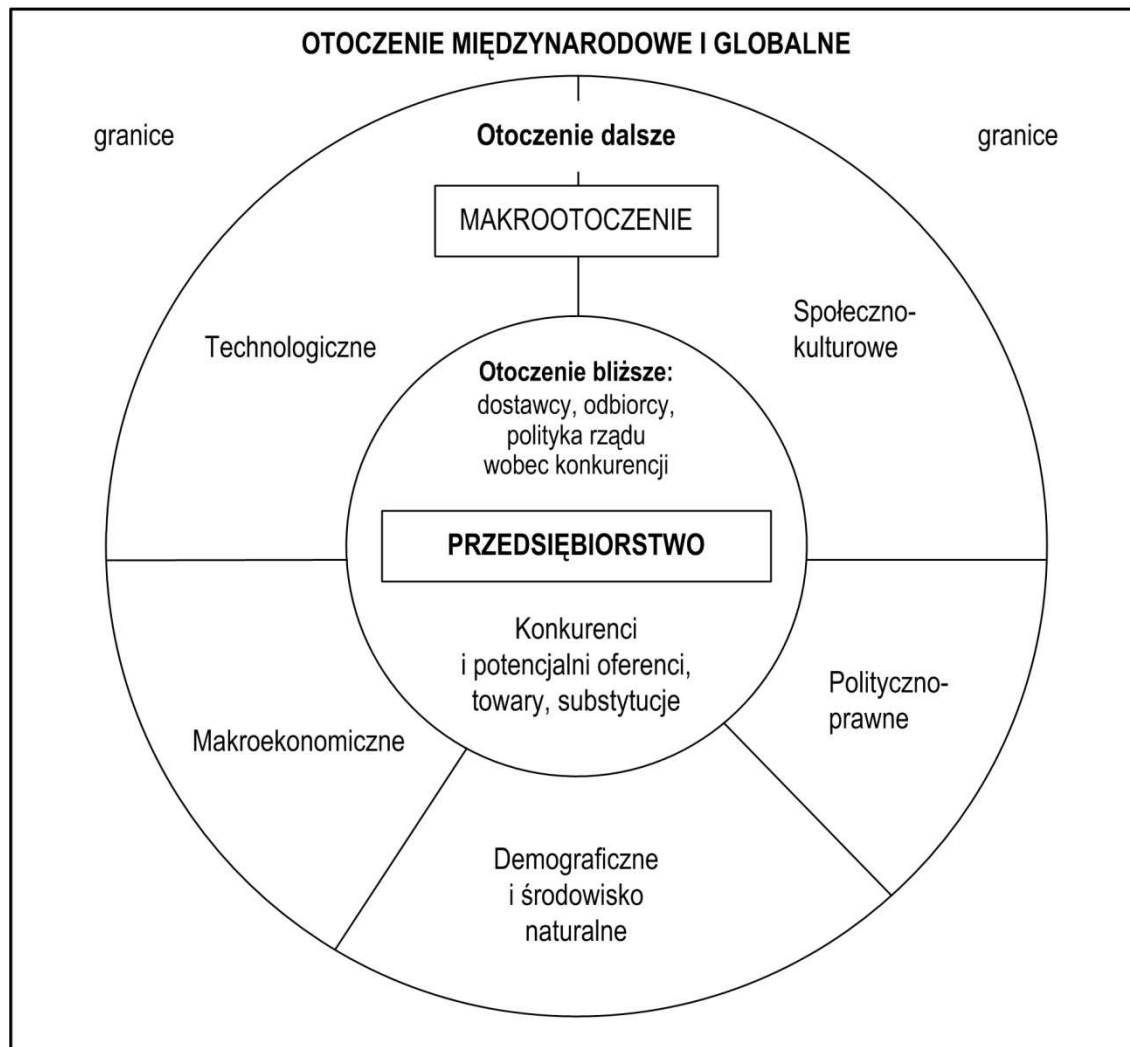 OTOCZENIE MIĘDZYNARODOWE I GLOBALNE
granice
granice
Otoczenie dalsze
MAKROOTOCZENIE
Technologiczne
Społeczno-
kulturowe
Otoczenie bliższe:
dostawcy, odbiorcy,
polityka rządu
wobec konkurencji
PRZEDSIĘBIORSTWO
Konkurenci
i potencjalni oferenci,
towary, substytucje
Polityczno-
prawne
Makroekonomiczne
Demograficzne
i środowisko
naturalne